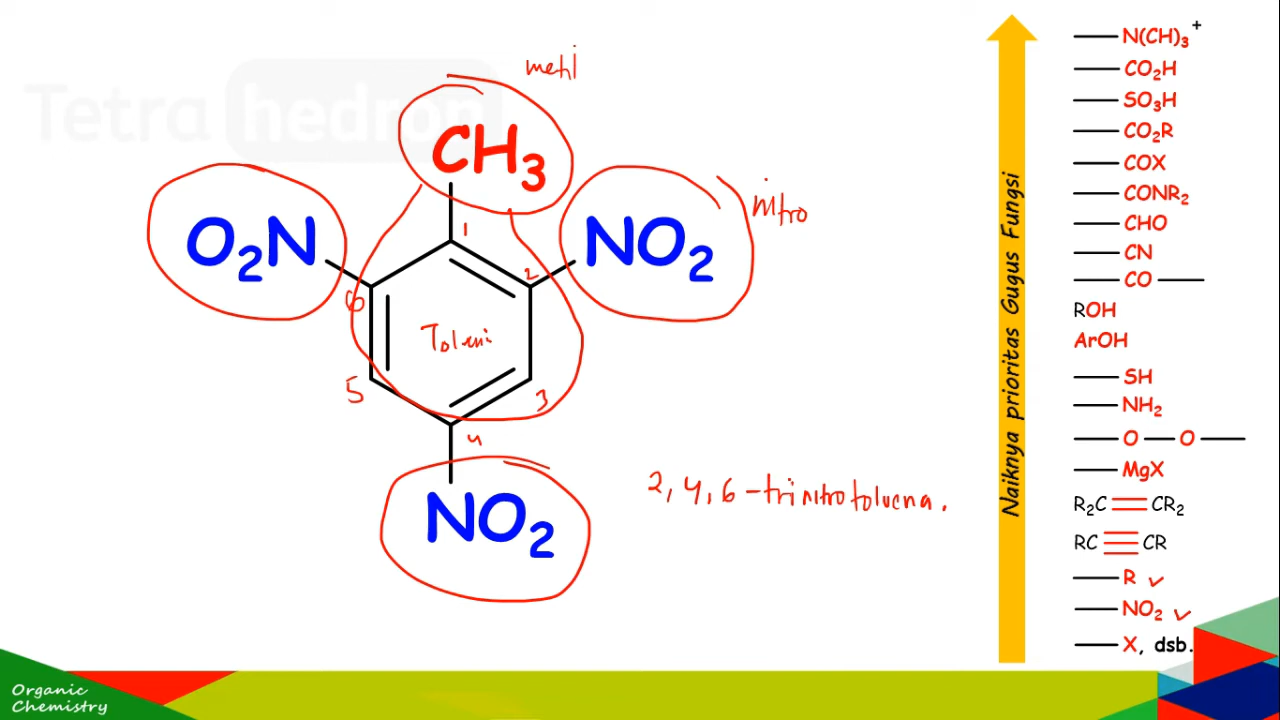 Tetra hedron
metil
CH₃
O₂N
NO₂
nitro
1
2
6
5
3
4
NO₂
2, 4, 6 - trinitrotoluena.
Naiknya prioritas Gugus Fungsi
N(CH)₃⁺
CO₂H
SO₃H
CO₂R
COX
CONR₂
CHO
CN
CO
ROH
ArOH
SH
NH₂
O — O
MgX
R₂C = CR₂
RC ≡ CR
R ✓
NO₂ ✓
X, dsb.
Organic
Chemistry